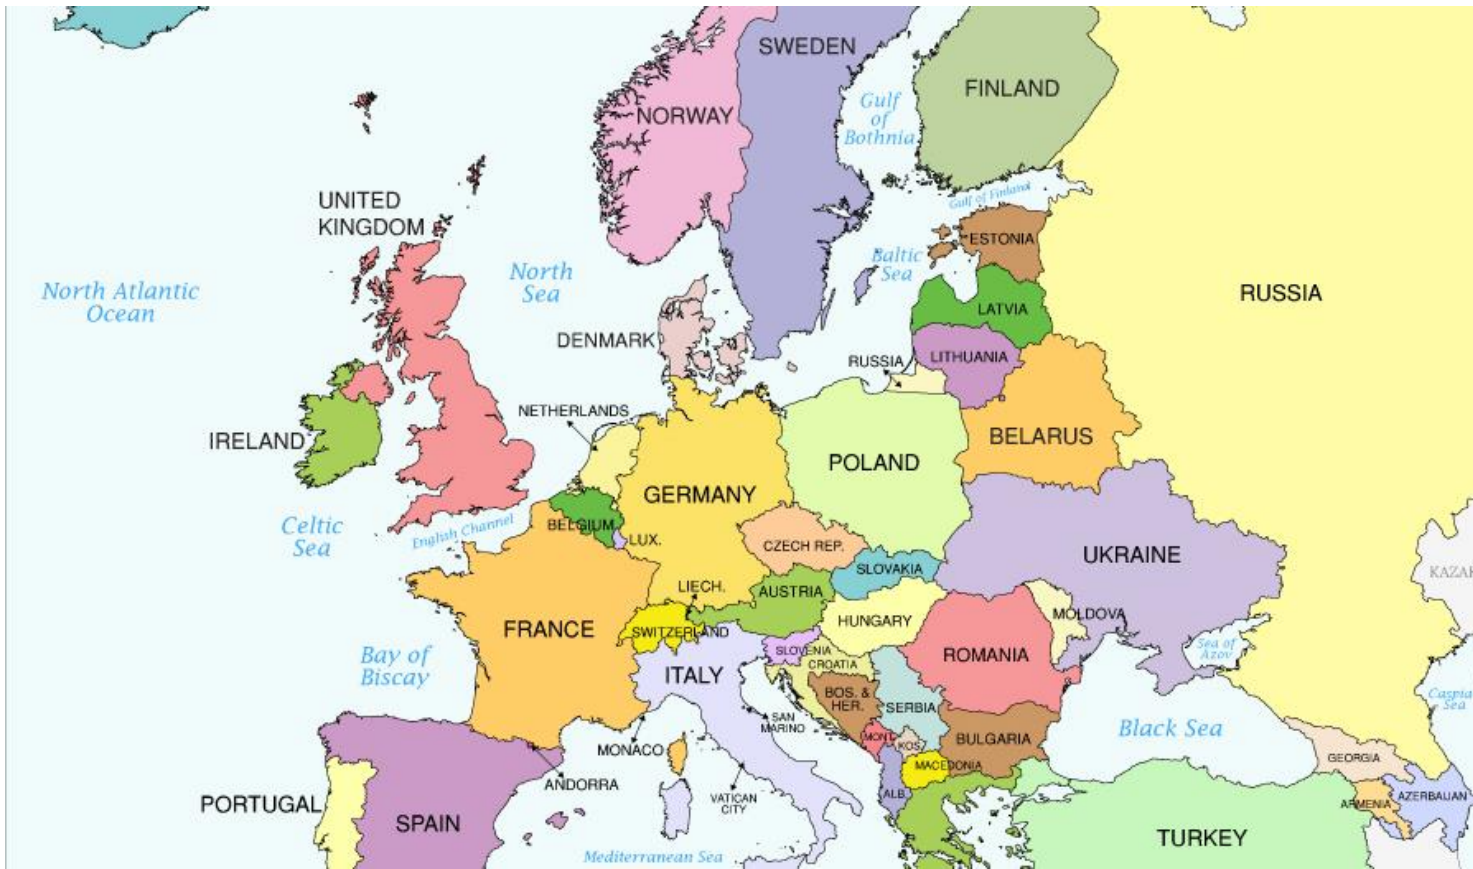 SWEDEN
FINLAND
Gulf
of
Bothnia
NORWAY
UNITED
KINGDOM
Gulf of Finland
ESTONIA
Baltic
Sea
North
Sea
North Atlantic
Ocean
RUSSIA
LATVIA
DENMARK
LITHUANIA
RUSSIA
NETHERLANDS
IRELAND
BELARUS
POLAND
GERMANY
Celtic
Sea
English Channel
BELGIUM
LUX.
CZECH REP.
UKRAINE
SLOVAKIA
KAZAK
LIECH.
AUSTRIA
MOLDOVA
HUNGARY
FRANCE
SWITZERLAND
SLOVENIA
CROATIA
Sea of
Azov
Bay of
Biscay
ITALY
ROMANIA
BOS. &
HER.
SERBIA
Caspia
Sea
SAN
MARINO
MONT.
KOS.
BULGARIA
Black Sea
MONACO
GEORGIA
MACEDONIA
ANDORRA
VATICAN
CITY
ALB.
PORTUGAL
SPAIN
ARMENIA
AZERBAIJAN
TURKEY
Mediterranean Sea